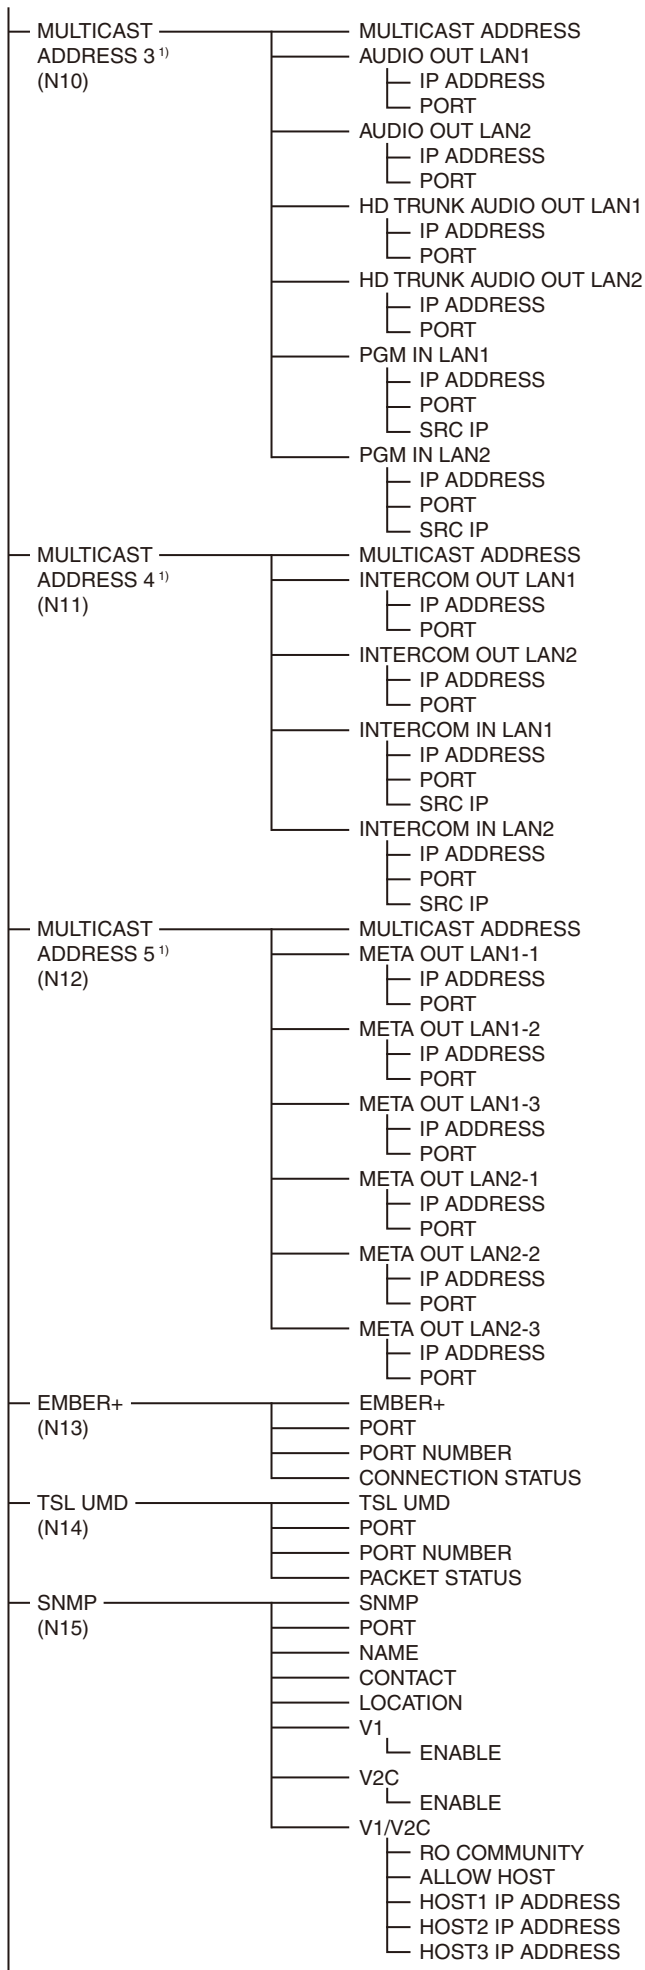 MULTICAST ADDRESS 3 1)
(N10)
MULTICAST ADDRESS
AUDIO OUT LAN1
IP ADDRESS
PORT
AUDIO OUT LAN2
IP ADDRESS
PORT
HD TRUNK AUDIO OUT LAN1
IP ADDRESS
PORT
HD TRUNK AUDIO OUT LAN2
IP ADDRESS
PORT
PGM IN LAN1
IP ADDRESS
PORT
SRC IP
PGM IN LAN2
IP ADDRESS
PORT
SRC IP
MULTICAST ADDRESS 4 1)
(N11)
MULTICAST ADDRESS
INTERCOM OUT LAN1
IP ADDRESS
PORT
INTERCOM OUT LAN2
IP ADDRESS
PORT
INTERCOM IN LAN1
IP ADDRESS
PORT
SRC IP
INTERCOM IN LAN2
IP ADDRESS
PORT
SRC IP
MULTICAST ADDRESS 5 1)
(N12)
MULTICAST ADDRESS
META OUT LAN1-1
IP ADDRESS
PORT
META OUT LAN1-2
IP ADDRESS
PORT
META OUT LAN1-3
IP ADDRESS
PORT
META OUT LAN2-1
IP ADDRESS
PORT
META OUT LAN2-2
IP ADDRESS
PORT
META OUT LAN2-3
IP ADDRESS
PORT
EMBER+
(N13)
EMBER+
PORT
PORT NUMBER
CONNECTION STATUS
TSL UMD
(N14)
TSL UMD
PORT
PORT NUMBER
PACKET STATUS
SNMP
(N15)
SNMP
PORT
NAME
CONTACT
LOCATION
V1
ENABLE
V2C
ENABLE
V1/V2C
RO COMMUNITY
ALLOW HOST
HOST1 IP ADDRESS
HOST2 IP ADDRESS
HOST3 IP ADDRESS